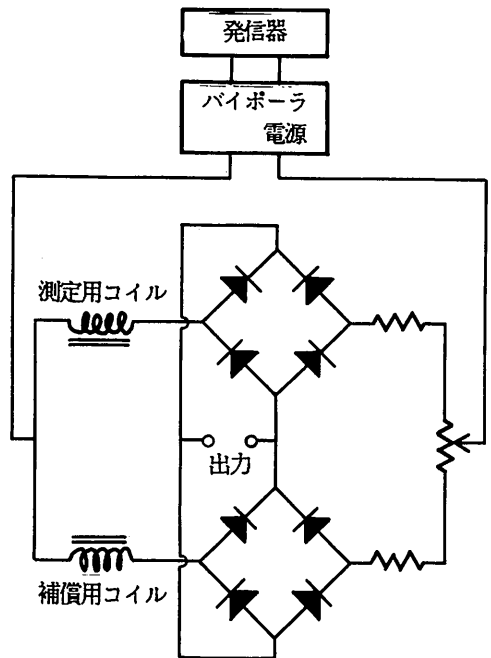 発信器
バイポーラ
電源
測定用コイル
出力
補償用コイル